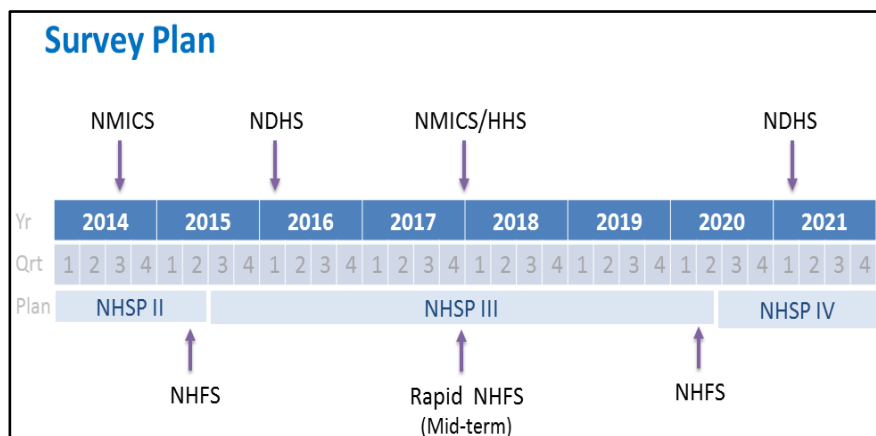 Survey Plan
NMICS NDHS NMICS/HHS NDHS
Yr 2014 2015 2016 2017 2018 2019 2020 2021
Qrt 1 2 3 4 1 2 3 4 1 2 3 4 1 2 3 4 1 2 3 4 1 2 3 4 1 2 3 4 1 2 3 4
Plan NHSP II NHSP III NHSP IV
NHFS Rapid NHFS NHFS
(Mid-term)